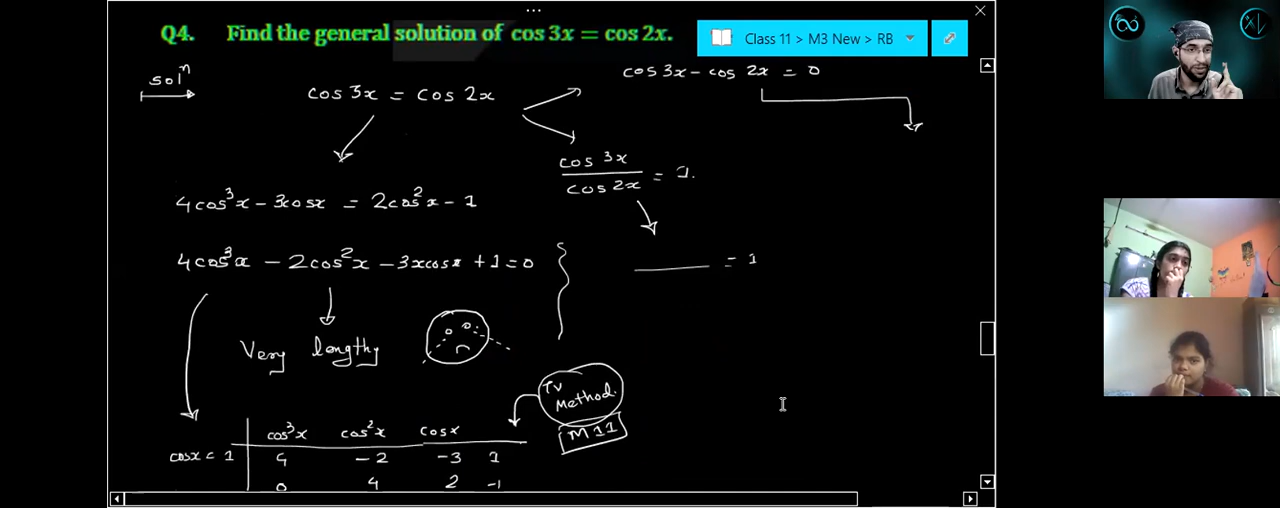 Q4. Find the general solution of cos 3x = cos 2x.
Class 11 > M3 New > RB
solⁿ
cos 3x = cos 2x
cos 3x - cos 2x = 0
cos 3x / cos 2x = 1.
4cos³x - 3cosx = 2cos²x - 1
4cos³x - 2cos²x - 3xcosx + 1 = 0
= 1
Very lengthy
TV Method.
M11
cos³x cos²x cosx
cosx = 1 4 -2 -3 1
0 4 2 -1